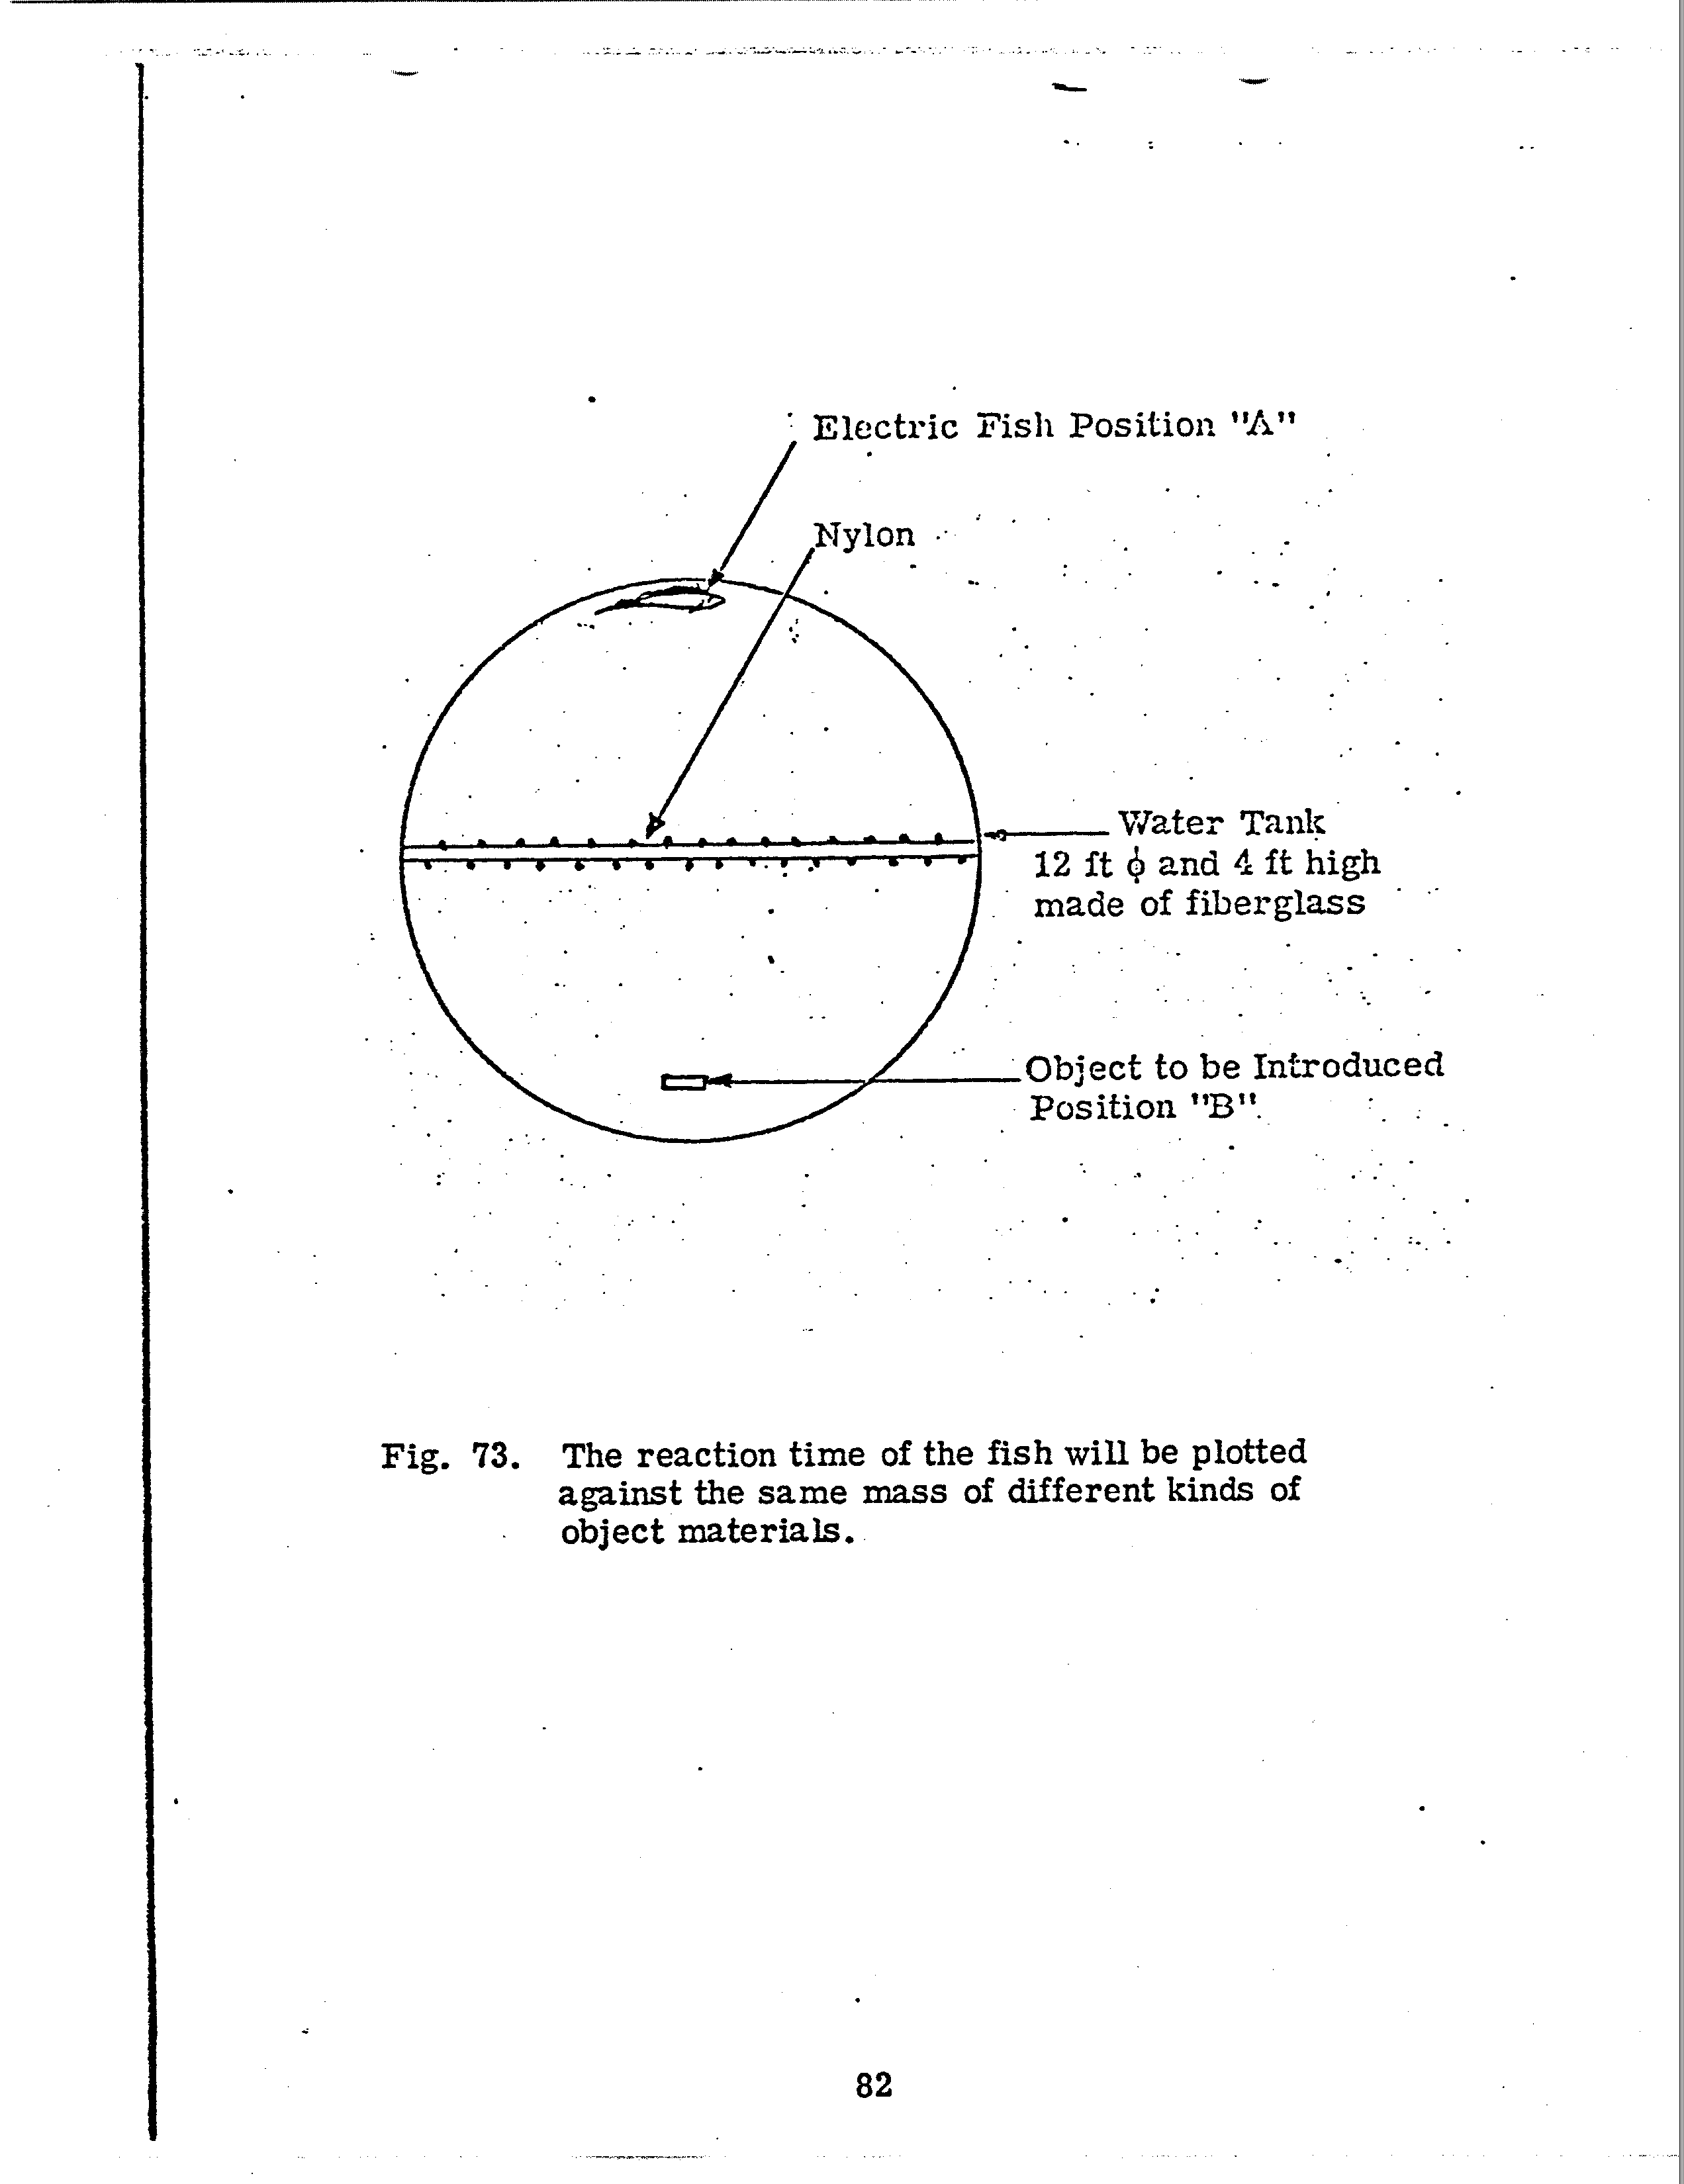 Electric Fish Position "A"
Nylon
Water Tank
12 ft ϕ and 4 ft high
made of fiberglass
Object to be Introduced
Position "B".
Fig. 73. The reaction time of the fish will be plotted
against the same mass of different kinds of
object materials.
82